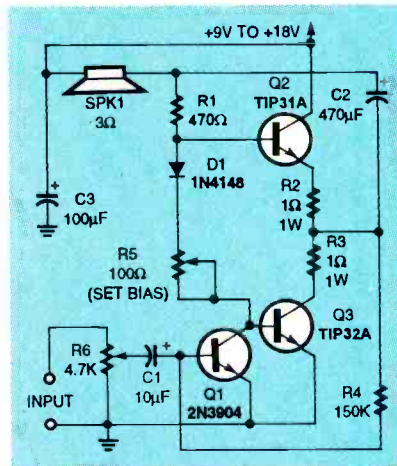 +9V TO +18V
SPK1
3Ω
R1
470Ω
Q2
TIP31A
C2
470µF
C3
100µF
D1
1N4148
R2
1Ω
1W
R3
1Ω
1W
R5
100Ω
(SET BIAS)
Q3
TIP32A
R6
4.7K
C1
10µF
INPUT
Q1
2N3904
R4
150K